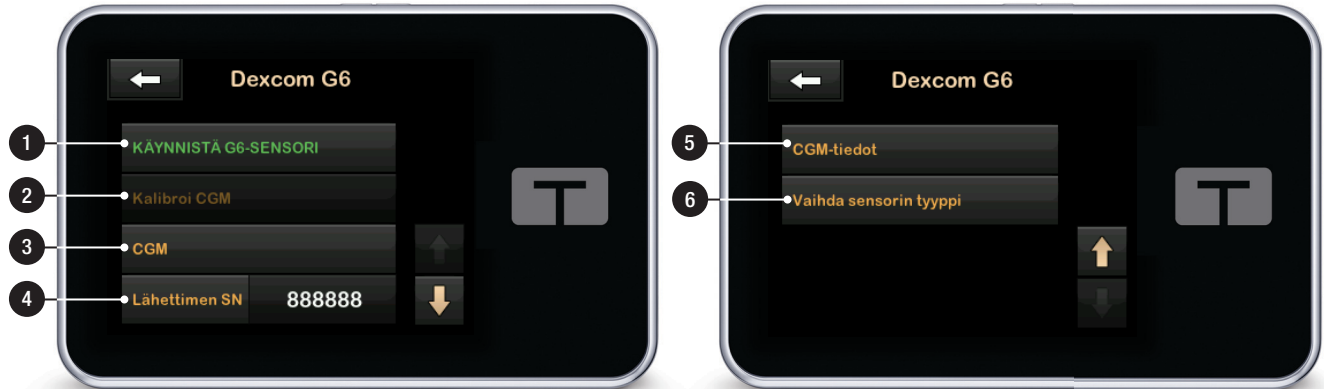 Dexcom G6
1
KÄYNNISTÄ G6-SENSORI
2
Kalibroi CGM
3
CGM
4
Lähettimen SN 888888
Dexcom G6
5
CGM-tiedot
6
Vaihda sensorin tyyppi